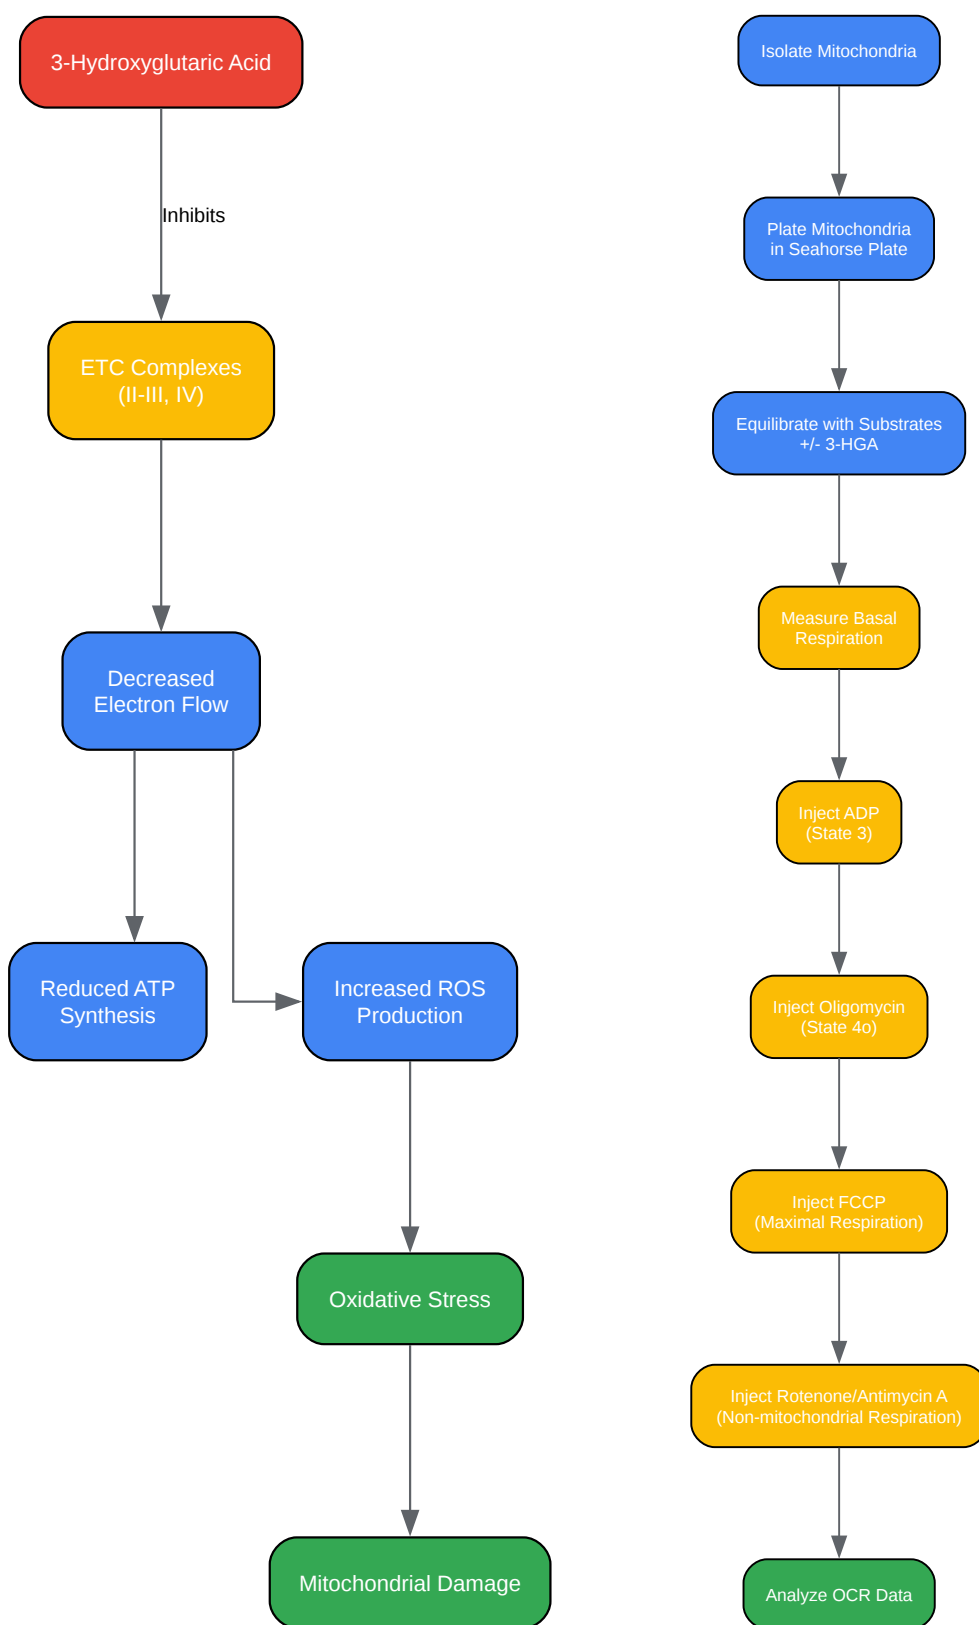 3-Hydroxyglutaric Acid
Inhibits
ETC Complexes
(II-III, IV)
Decreased
Electron Flow
Reduced ATP
Synthesis
Increased ROS
Production
Oxidative Stress
Mitochondrial Damage
Isolate Mitochondria
Plate Mitochondria
in Seahorse Plate
Equilibrate with Substrates
+/- 3-HGA
Measure Basal
Respiration
Inject ADP
(State 3)
Inject Oligomycin
(State 4o)
Inject FCCP
(Maximal Respiration)
Inject Rotenone/Antimycin A
(Non-mitochondrial Respiration)
Analyze OCR Data